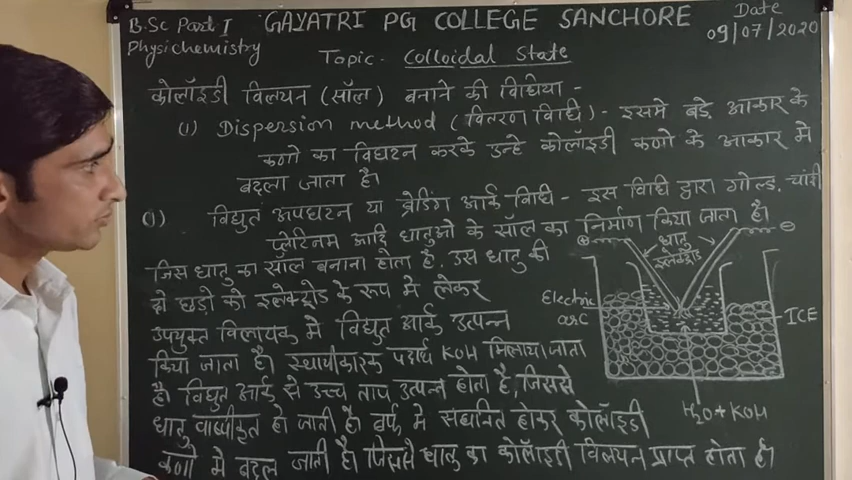 B.Sc Part I GAYATRI PG COLLEGE SANCHORE Date
Physichemistry 09/07/2020
Topic - Colloidal State
कोलॉइडी विलयन (सॉल) बनाने की विधिया -
(1) Dispersion method (वितरण विधि) - इसमे बडे आकार के
कणो का विघटन करके उन्हे कोलॉइडी कणो के आकार मे
बदला जाता है।
विद्युत अपघटन या ब्रेडिंग आर्क विधि - इस विधि द्वारा गोल्ड, चांदी
प्लेटिनम आदि धातुओ के सॉल का निर्माण किया जाता है।
जिस धातु का सॉल बनाना होता है, उस धातु की
दो छड़ो को इलेक्ट्रोड के रूप मे लेकर
उपयुक्त विलायक मे विद्युत आर्क उत्पन्न
किया जाता है। स्थायीकारक पदार्थ KOH मिलाया जाता
है। विद्युत आर्क से उच्च ताप उत्पन्न होता है, जिससे
धातु वाष्पीकृत हो जाती है। बर्फ मे संघनित होकर कोलॉइडी
कणो मे बदल जाती है। जिससे धातु का कोलॉइडी विलयन प्राप्त होता है।
⊕ ⊖
धातु
इलेक्ट्रोड
Electric
arc
ICE
H₂O + KOH